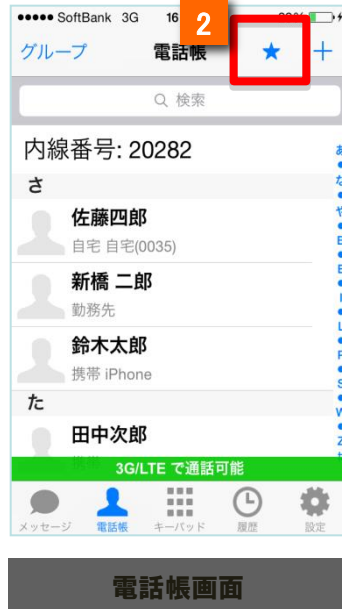 SoftBank 3G 16
2
グループ 電話帳 ★ +
検索
内線番号: 20282
さ
佐藤四郎
自宅 自宅(0035)
新橋 二郎
勤務先
鈴木太郎
携帯 iPhone
た
田中次郎
3G/LTE で通話可能
メッセージ 電話帳 キーパッド 履歴 設定
電話帳画面